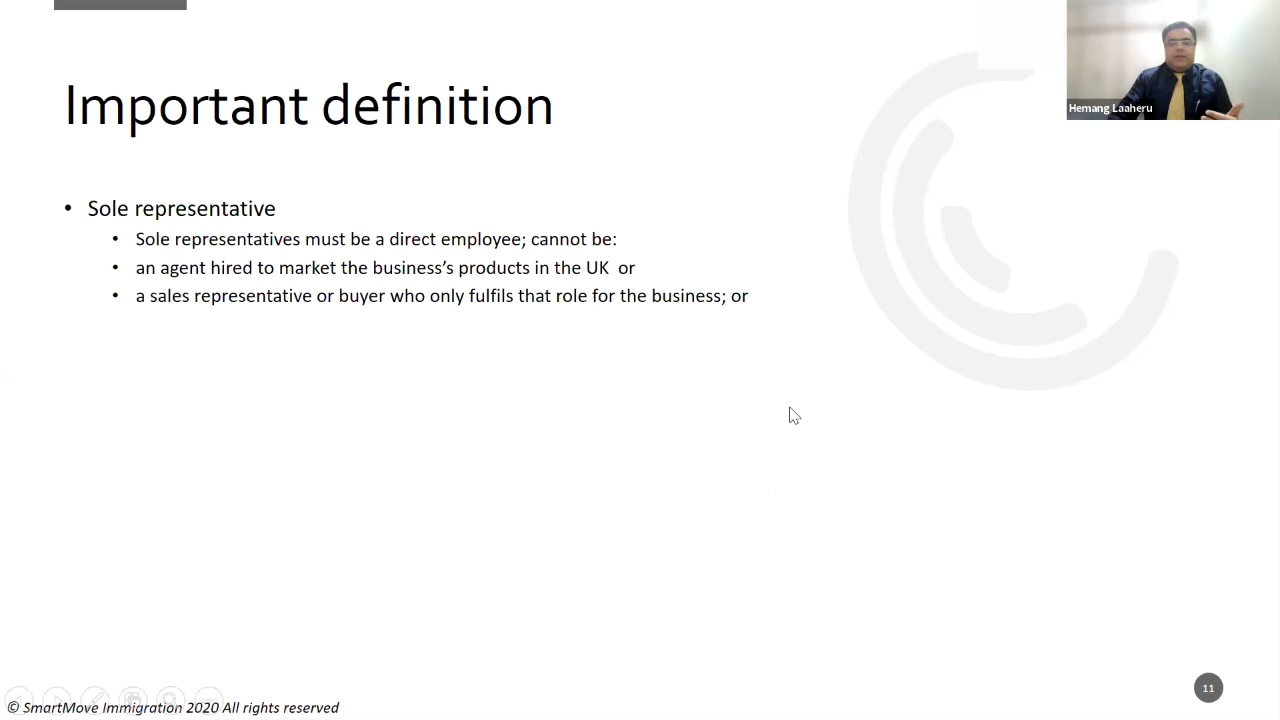 Hemang Laaheru
Important definition
• Sole representative
• Sole representatives must be a direct employee; cannot be:
• an agent hired to market the business’s products in the UK or
• a sales representative or buyer who only fulfils that role for the business; or
11
© SmartMove Immigration 2020 All rights reserved